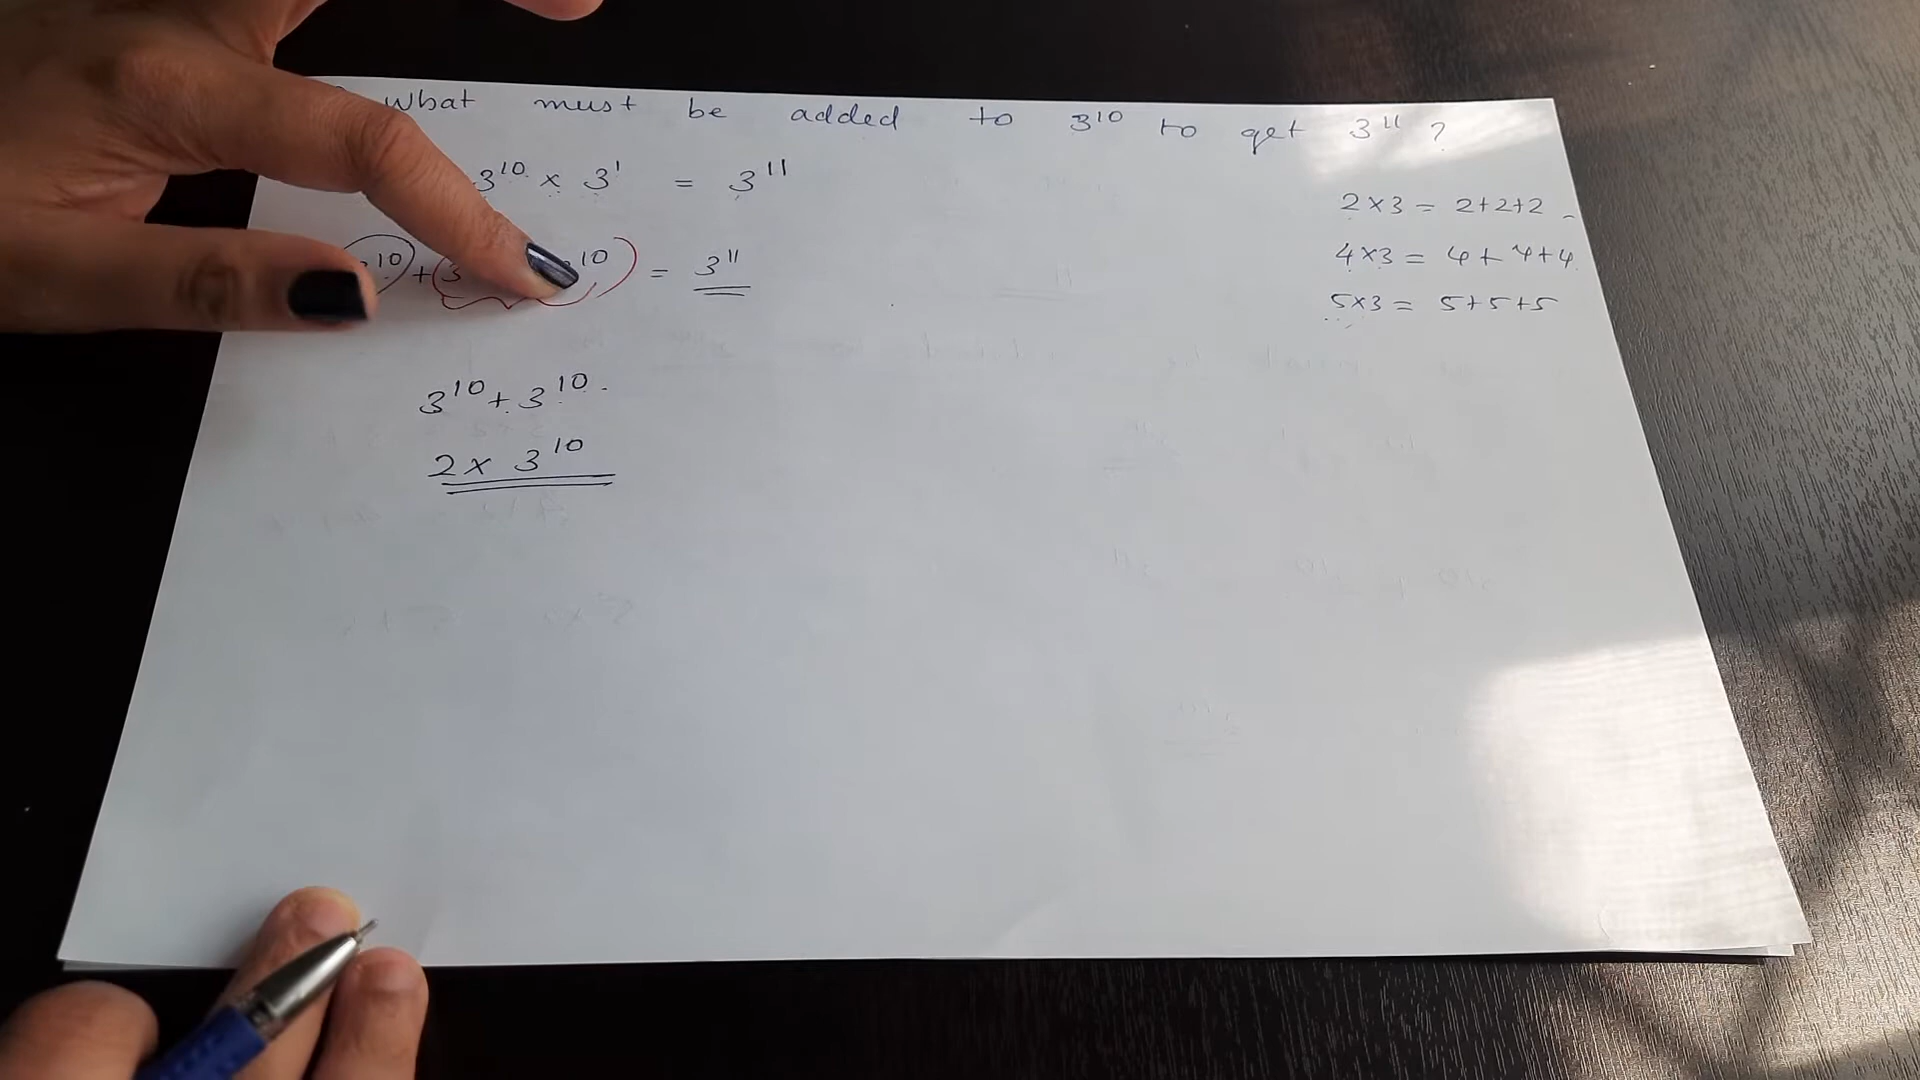 what must be added to 3¹⁰ to get 3¹¹ ?
3¹⁰ × 3¹ = 3¹¹
¹⁰ + 3 ¹⁰ = 3¹¹
3¹⁰ + 3¹⁰
2 × 3¹⁰
2×3 = 2+2+2
4×3 = 4+4+4
5×3 = 5+5+5